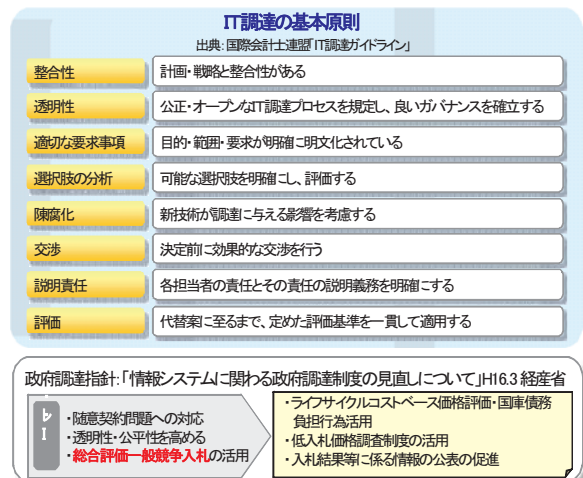 IT調達の基本原則
出典：国際会計士連盟「IT調達ガイドライン」
整合性
計画・戦略と整合性がある
透明性
公正・オープンなIT調達プロセスを規定し、良いガバナンスを確立する
適切な要求事項
目的・範囲・要求が明確に明文化されている
選択肢の分析
可能な選択肢を明確にし、評価する
陳腐化
新技術が調達に与える影響を考慮する
交渉
決定前に効果的な交渉を行う
説明責任
各担当者の責任とその責任の説明義務を明確にする
評価
代替案に至るまで、定めた評価基準を一貫して適用する
政府調達指針：「情報システムに関わる政府調達制度の見直しについて」H16.3 経産省
・随意契約問題への対応
・透明性・公平性を高める
・総合評価一般競争入札の活用
・ライフサイクルコストベース価格評価・国庫債務
負担行為活用
・低入札価格調査制度の活用
・入札結果等に係る情報の公表の促進